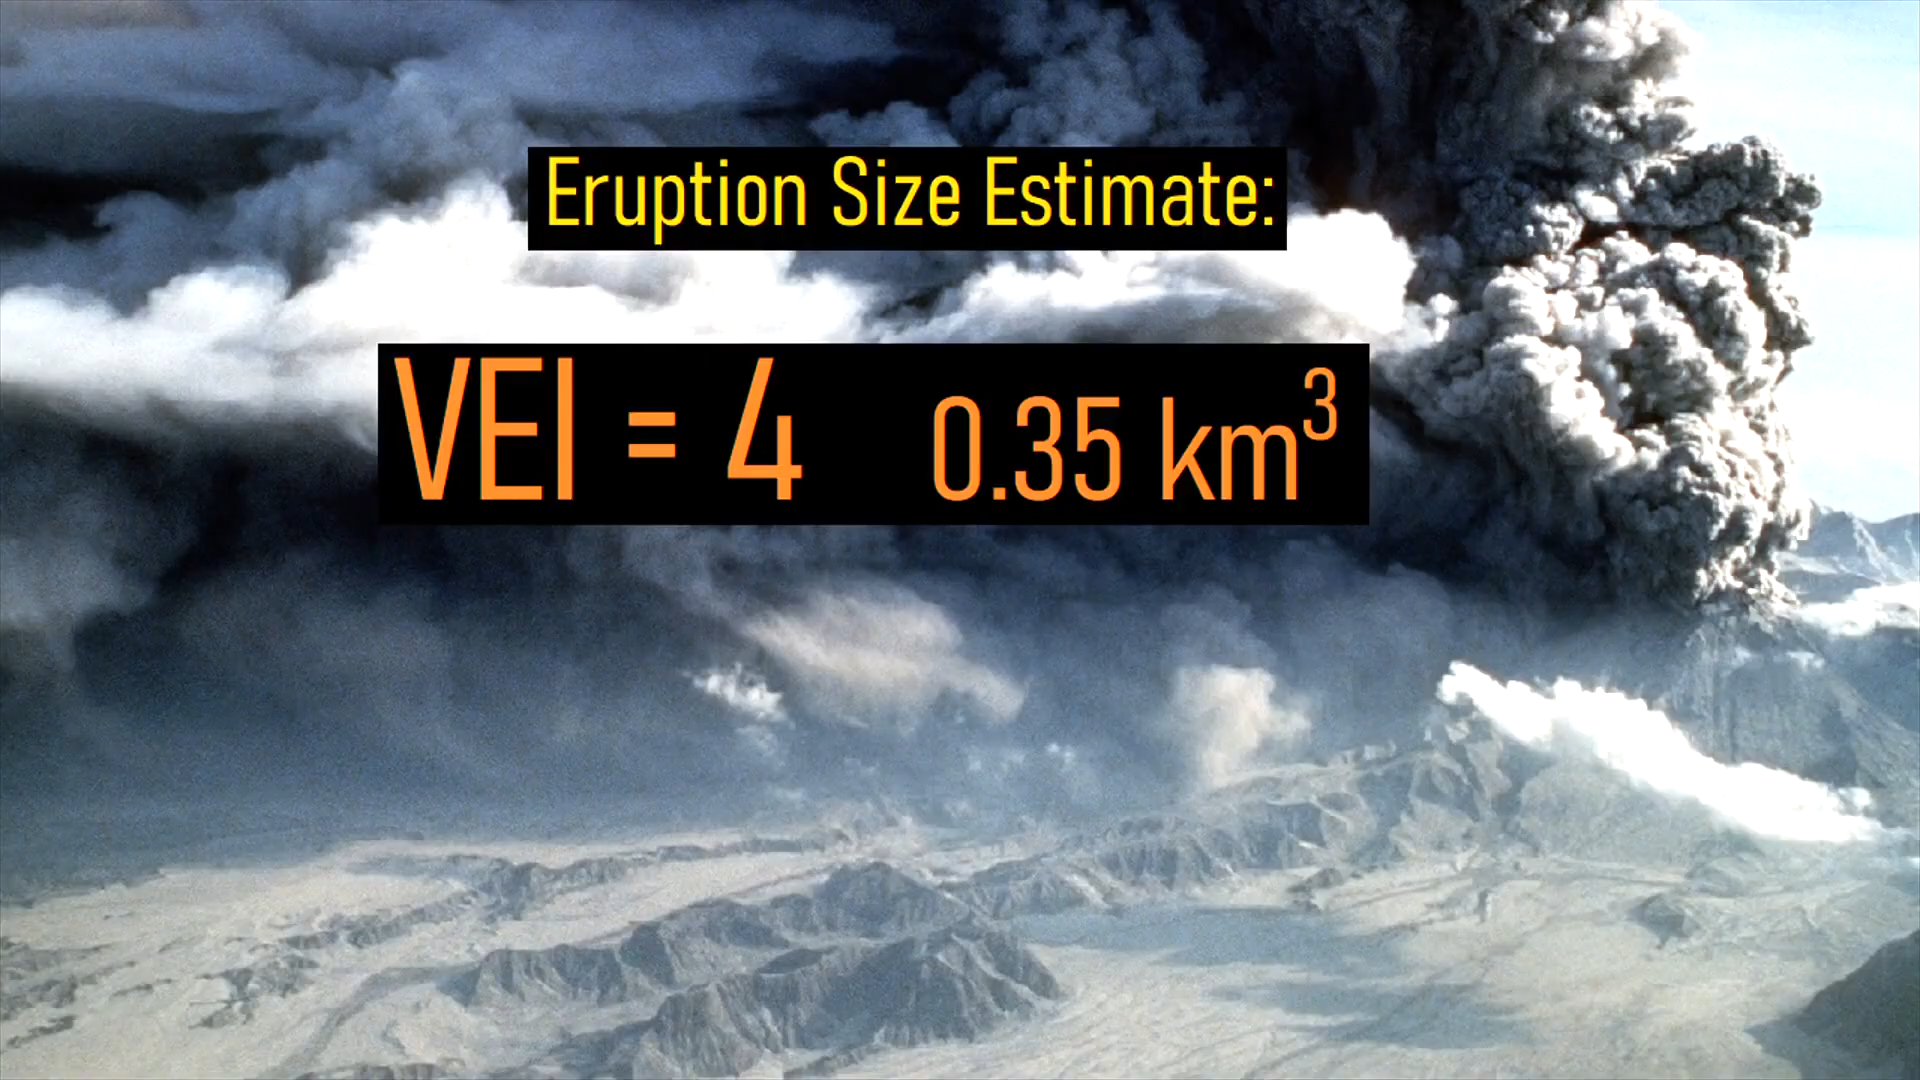 Eruption Size Estimate:
VEI = 4 0.35 km³